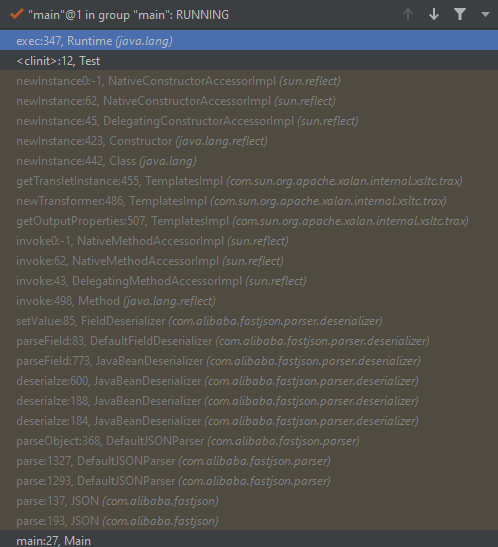 "main"@1 in group "main": RUNNING
exec:347, Runtime (java.lang)
<clinit>:12, Test
newInstance0:-1, NativeConstructorAccessorImpl (sun.reflect)
newInstance:62, NativeConstructorAccessorImpl (sun.reflect)
newInstance:45, DelegatingConstructorAccessorImpl (sun.reflect)
newInstance:423, Constructor (java.lang.reflect)
newInstance:442, Class (java.lang)
getTransletInstance:455, TemplatesImpl (com.sun.org.apache.xalan.internal.xsltc.trax)
newTransformer:486, TemplatesImpl (com.sun.org.apache.xalan.internal.xsltc.trax)
getOutputProperties:507, TemplatesImpl (com.sun.org.apache.xalan.internal.xsltc.trax)
invoke0:-1, NativeMethodAccessorImpl (sun.reflect)
invoke:62, NativeMethodAccessorImpl (sun.reflect)
invoke:43, DelegatingMethodAccessorImpl (sun.reflect)
invoke:498, Method (java.lang.reflect)
setValue:85, FieldDeserializer (com.alibaba.fastjson.parser.deserializer)
parseField:83, DefaultFieldDeserializer (com.alibaba.fastjson.parser.deserializer)
parseField:773, JavaBeanDeserializer (com.alibaba.fastjson.parser.deserializer)
deserialze:600, JavaBeanDeserializer (com.alibaba.fastjson.parser.deserializer)
deserialze:188, JavaBeanDeserializer (com.alibaba.fastjson.parser.deserializer)
deserialze:184, JavaBeanDeserializer (com.alibaba.fastjson.parser.deserializer)
parseObject:368, DefaultJSONParser (com.alibaba.fastjson.parser)
parse:1327, DefaultJSONParser (com.alibaba.fastjson.parser)
parse:1293, DefaultJSONParser (com.alibaba.fastjson.parser)
parse:137, JSON (com.alibaba.fastjson)
parse:193, JSON (com.alibaba.fastjson)
main:27, Main